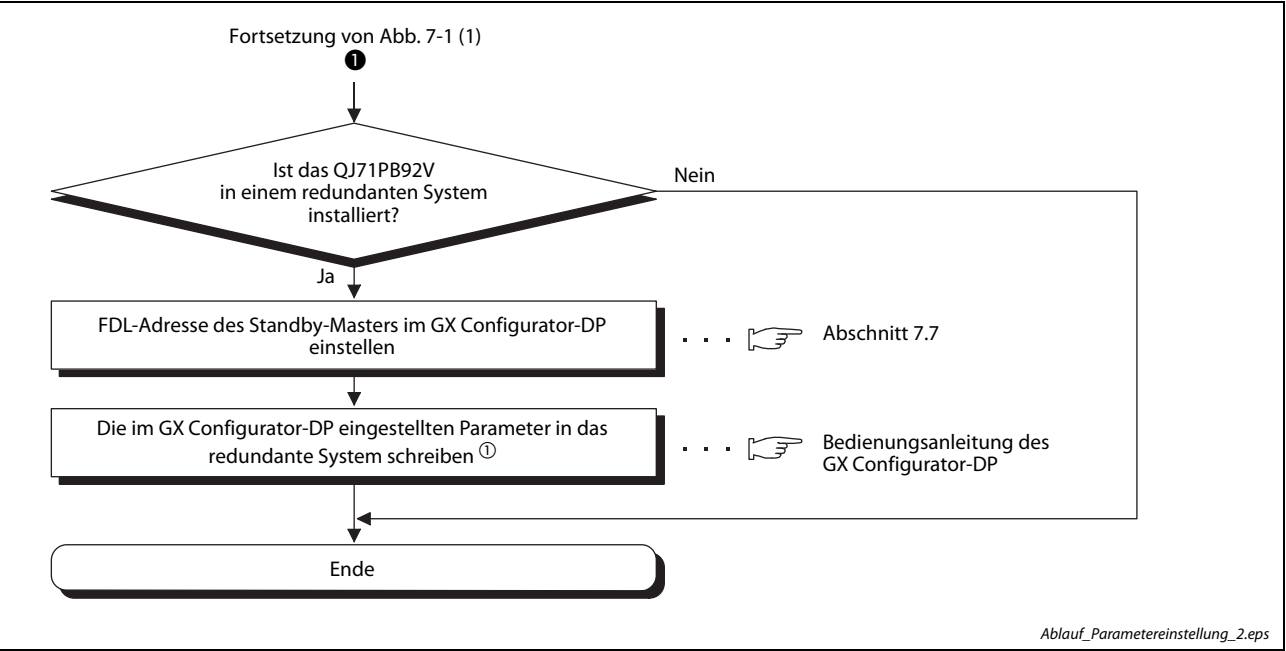 Fortsetzung von Abb. 7-1 (1)
❶
Ist das QJ71PB92V
in einem redundanten System
installiert?
Nein
Ja
FDL-Adresse des Standby-Masters im GX Configurator-DP
einstellen
Abschnitt 7.7
Die im GX Configurator-DP eingestellten Parameter in das
redundante System schreiben ①
Bedienungsanleitung des
GX Configurator-DP
Ende
Ablauf_Parametereinstellung_2.eps